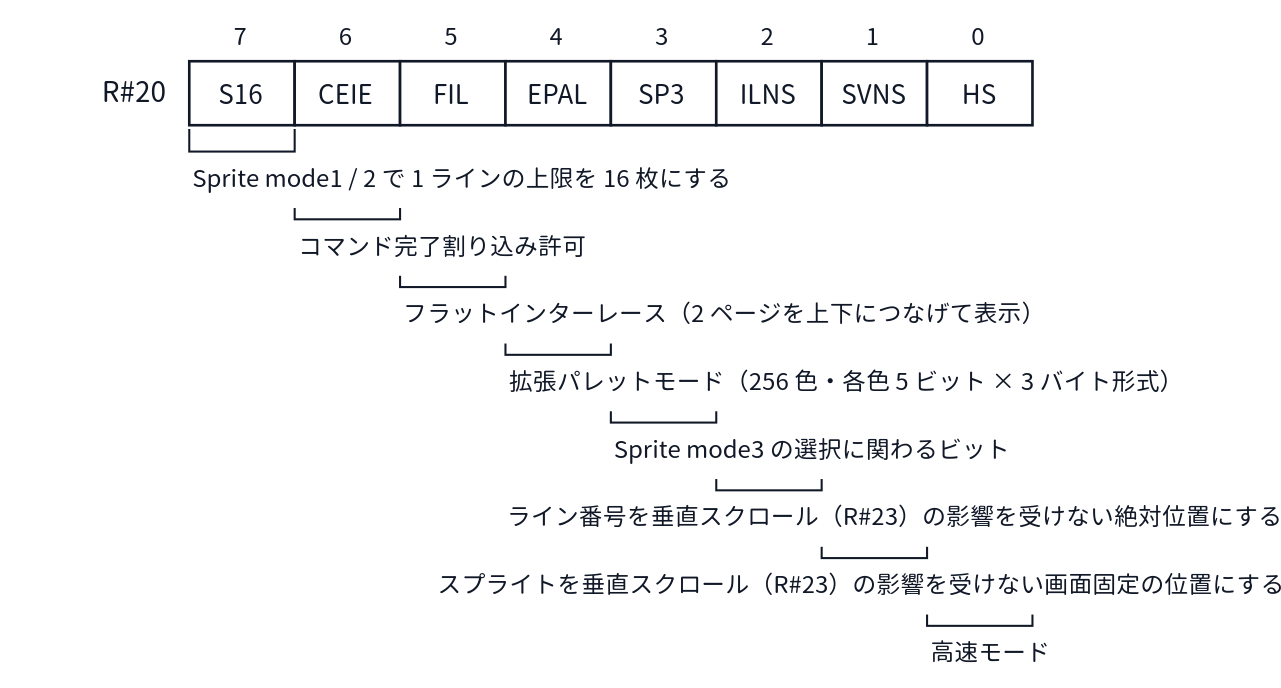 7 6 5 4 3 2 1 0
R#20 S16 CEIE FIL EPAL SP3 ILNS SVNS HS
Sprite mode1 / 2 で 1 ラインの上限を 16 枚にする
コマンド完了割り込み許可
フラットインターレース（2 ページを上下につなげて表示）
拡張パレットモード（256 色・各色 5 ビット × 3 バイト形式）
Sprite mode3 の選択に関わるビット
ライン番号を垂直スクロール（R#23）の影響を受けない絶対位置にする
スプライトを垂直スクロール（R#23）の影響を受けない画面固定の位置にする
高速モード